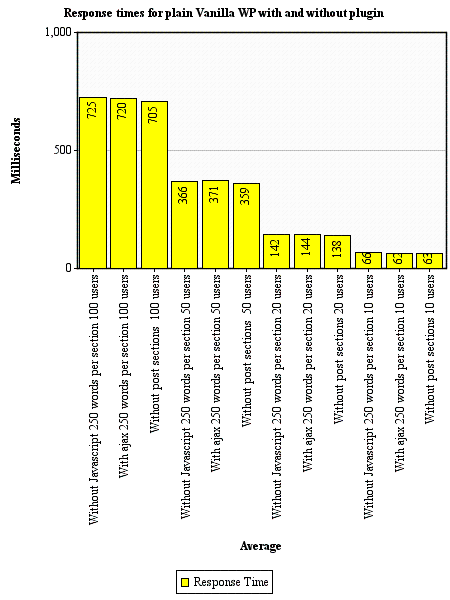 Response times for plain Vanilla WP with and without plugin
1,000
500
0
Milliseconds
725
720
705
366
371
359
142
144
138
66
62
63
Without Javascript 250 words per section 100 users
With ajax 250 words per section 100 users
Without post sections  100 users
Without Javascript 250 words per section 50 users
With ajax 250 words per section 50 users
Without post sections  50 users
Without Javascript 250 words per section 20 users
With ajax 250 words per section 20 users
Without post sections 20 users
Without Javascript 250 words per section 10 users
With ajax 250 words per section 10 users
Without post sections 10 users
Average
Response Time